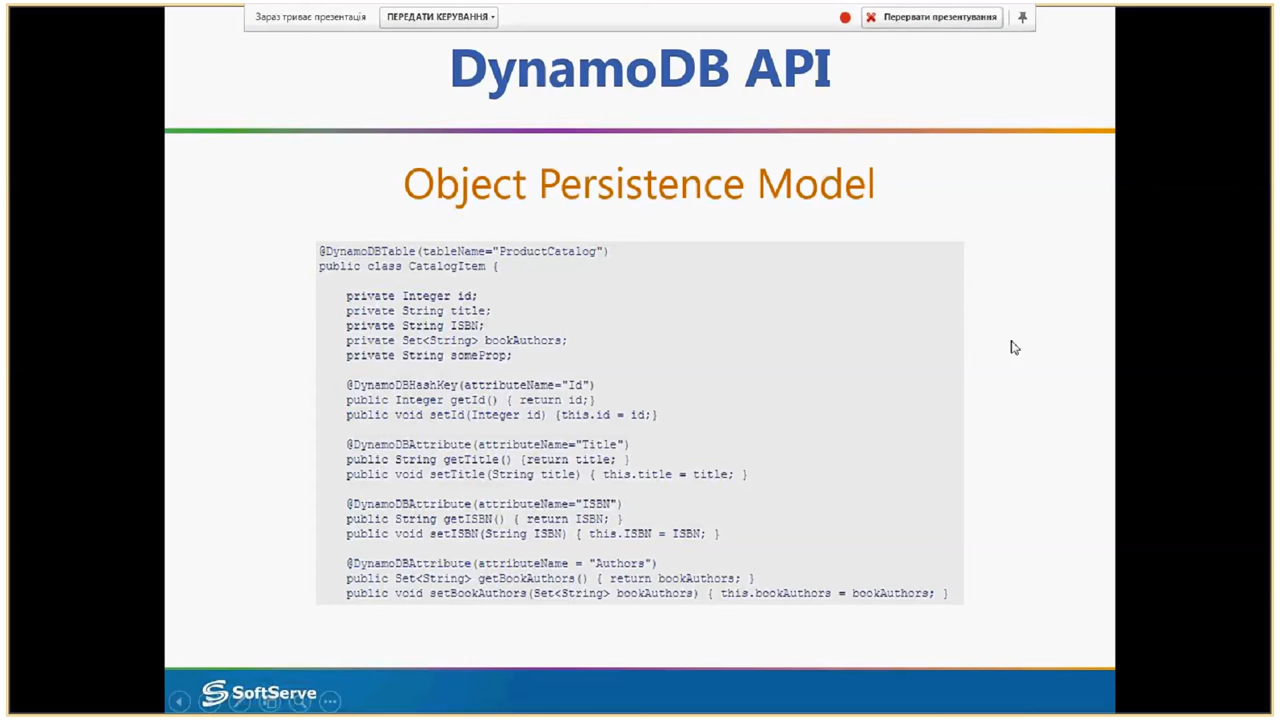 Зараз триває презентація
ПЕРЕДАТИ КЕРУВАННЯ
Перервати презентування
DynamoDB API
Object Persistence Model
@DynamoDBTable(tableName="ProductCatalog")
public class CatalogItem {
private Integer id;
private String title;
private String ISBN;
private Set<String> bookAuthors;
private String someProp;
@DynamoDBHashKey(attributeName="Id")
public Integer getId() { return id;}
public void setId(Integer id) {this.id = id;}
@DynamoDBAttribute(attributeName="Title")
public String getTitle() {return title; }
public void setTitle(String title) { this.title = title; }
@DynamoDBAttribute(attributeName="ISBN")
public String getISBN() { return ISBN; }
public void setISBN(String ISBN) { this.ISBN = ISBN; }
@DynamoDBAttribute(attributeName = "Authors")
public Set<String> getBookAuthors() { return bookAuthors; }
public void setBookAuthors(Set<String> bookAuthors) { this.bookAuthors = bookAuthors; }
SoftServe